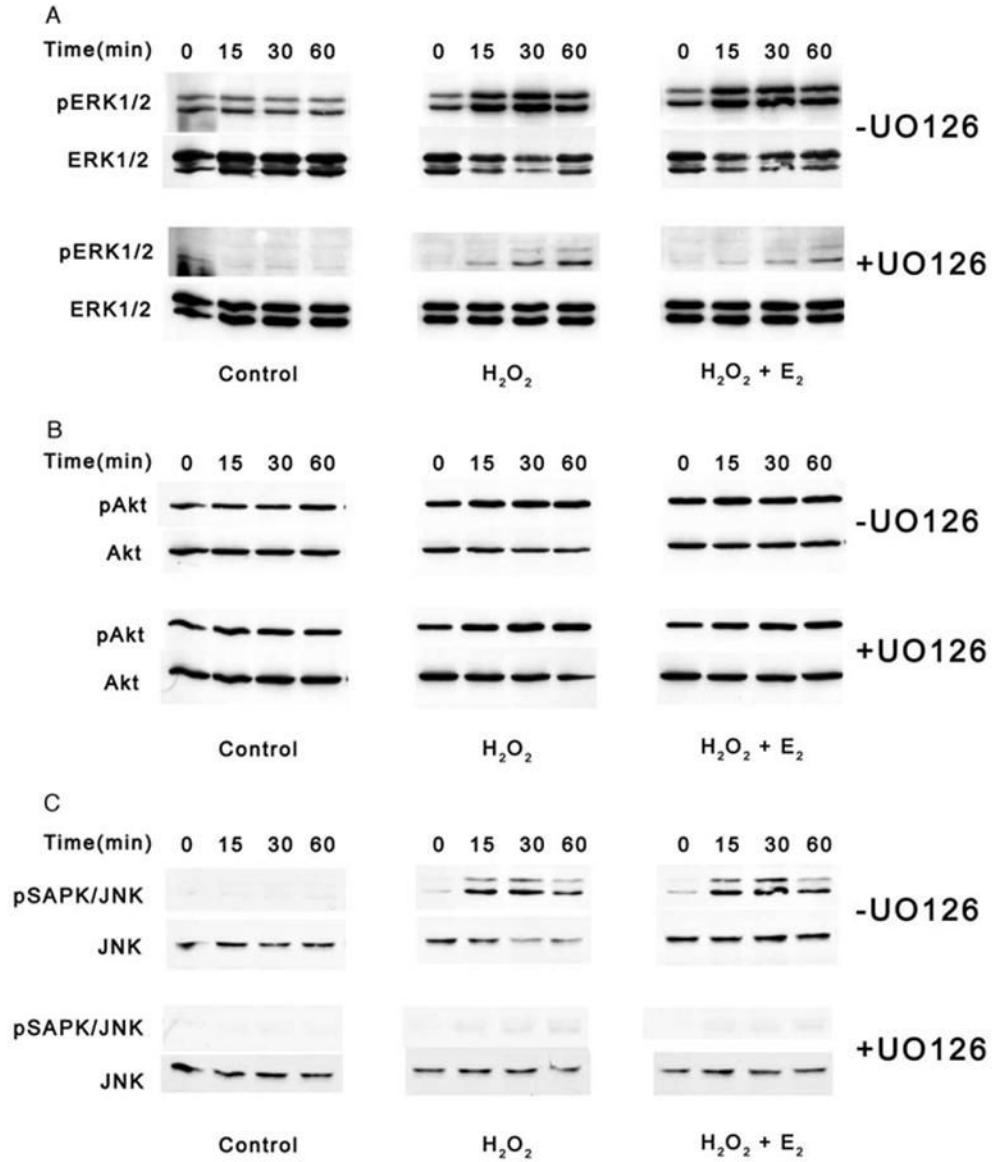 A
Time(min) 0 15 30 60 0 15 30 60 0 15 30 60
pERK1/2
-UO126
ERK1/2
pERK1/2
+UO126
ERK1/2
Control H₂O₂ H₂O₂ + E₂
B
Time(min) 0 15 30 60 0 15 30 60 0 15 30 60
pAkt
-UO126
Akt
pAkt
+UO126
Akt
Control H₂O₂ H₂O₂ + E₂
C
Time(min) 0 15 30 60 0 15 30 60 0 15 30 60
pSAPK/JNK
-UO126
JNK
pSAPK/JNK
+UO126
JNK
Control H₂O₂ H₂O₂ + E₂